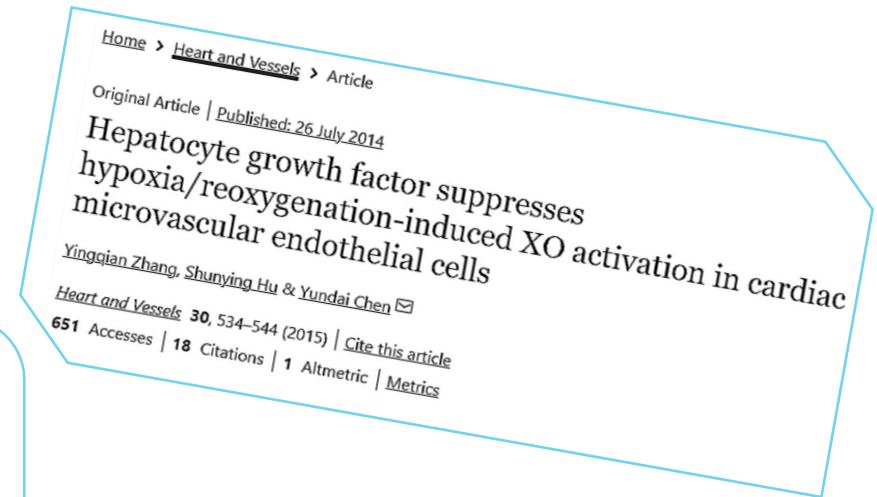 Home > Heart and Vessels > Article
Original Article | Published: 26 July 2014
Hepatocyte growth factor suppresses
hypoxia/reoxygenation-induced XO activation in cardiac
microvascular endothelial cells
Yingqian Zhang, Shunying Hu & Yundai Chen
Heart and Vessels 30, 534–544 (2015) | Cite this article
651 Accesses | 18 Citations | 1 Altmetric | Metrics